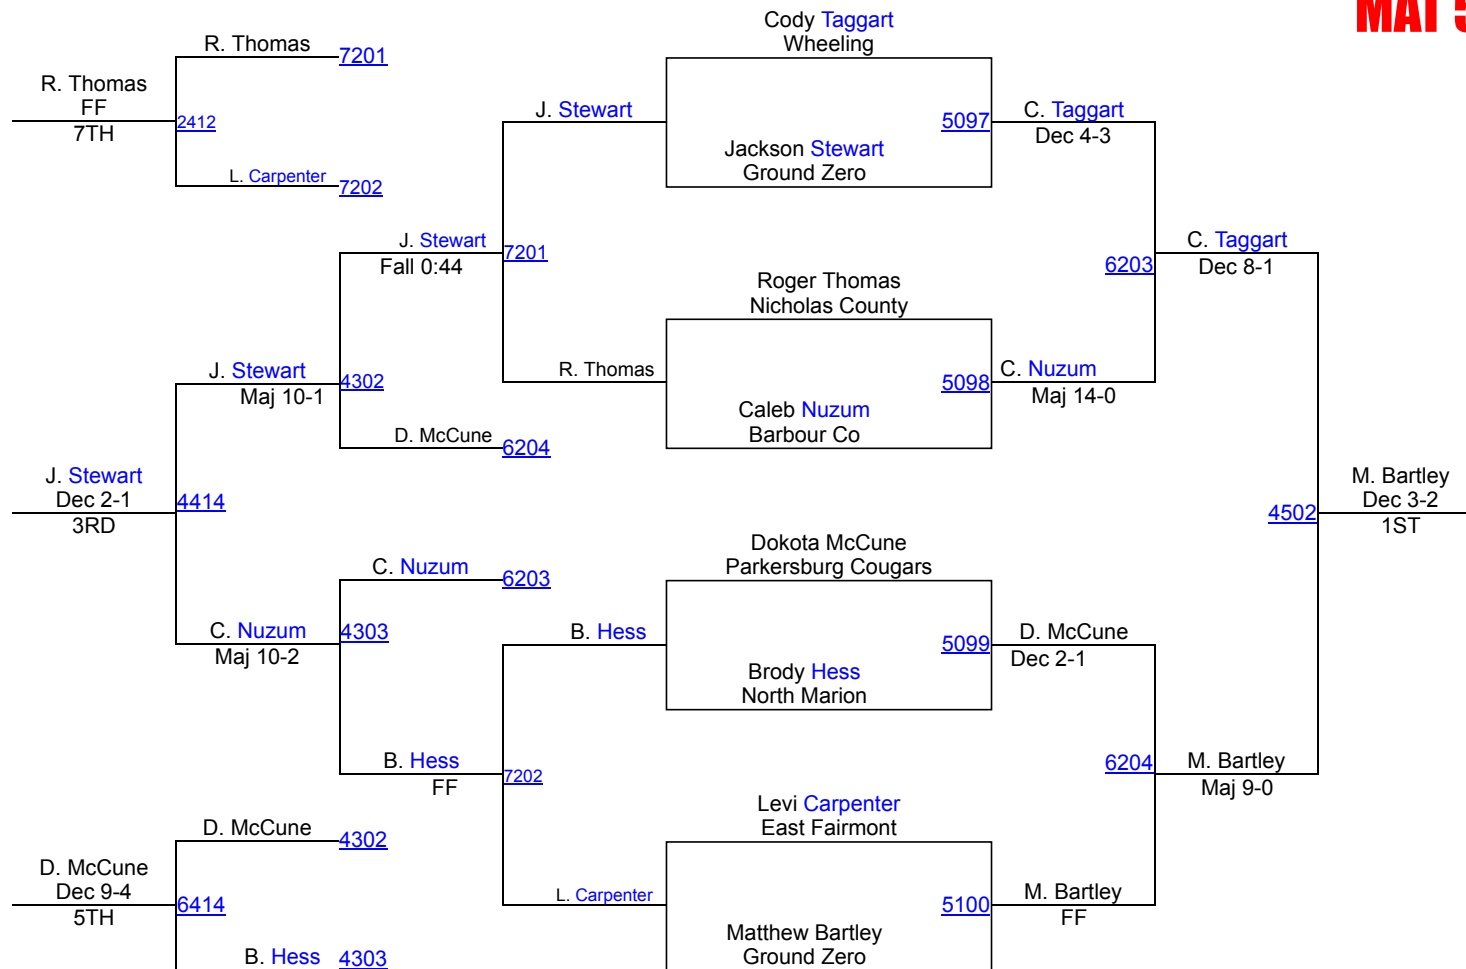 MAT 5
Cody Taggart
Wheeling
R. Thomas
7201
R. Thomas
FF
7TH
2412
L. Carpenter
7202
J. Stewart
5097
Jackson Stewart
Ground Zero
C. Taggart
Dec 4-3
J. Stewart
Fall 0:44
7201
C. Taggart
Dec 8-1
6203
Roger Thomas
Nicholas County
J. Stewart
Maj 10-1
4302
R. Thomas
5098
C. Nuzum
Maj 14-0
Caleb Nuzum
Barbour Co
D. McCune
6204
J. Stewart
Dec 2-1
3RD
4414
M. Bartley
Dec 3-2
1ST
4502
Dokota McCune
Parkersburg Cougars
C. Nuzum
6203
C. Nuzum
Maj 10-2
4303
B. Hess
5099
D. McCune
Dec 2-1
Brody Hess
North Marion
B. Hess
FF
7202
6204
M. Bartley
Maj 9-0
Levi Carpenter
East Fairmont
D. McCune
4302
D. McCune
Dec 9-4
5TH
6414
L. Carpenter
5100
M. Bartley
FF
Matthew Bartley
Ground Zero
B. Hess
4303